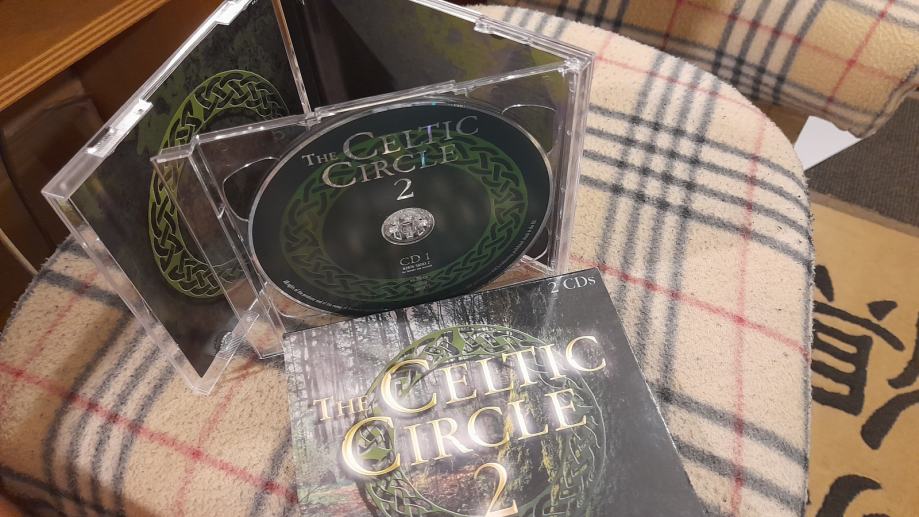 THE CELTIC
CIRCLE
2
CD 1
2 CDs
THE CELTIC
CIRCLE
2